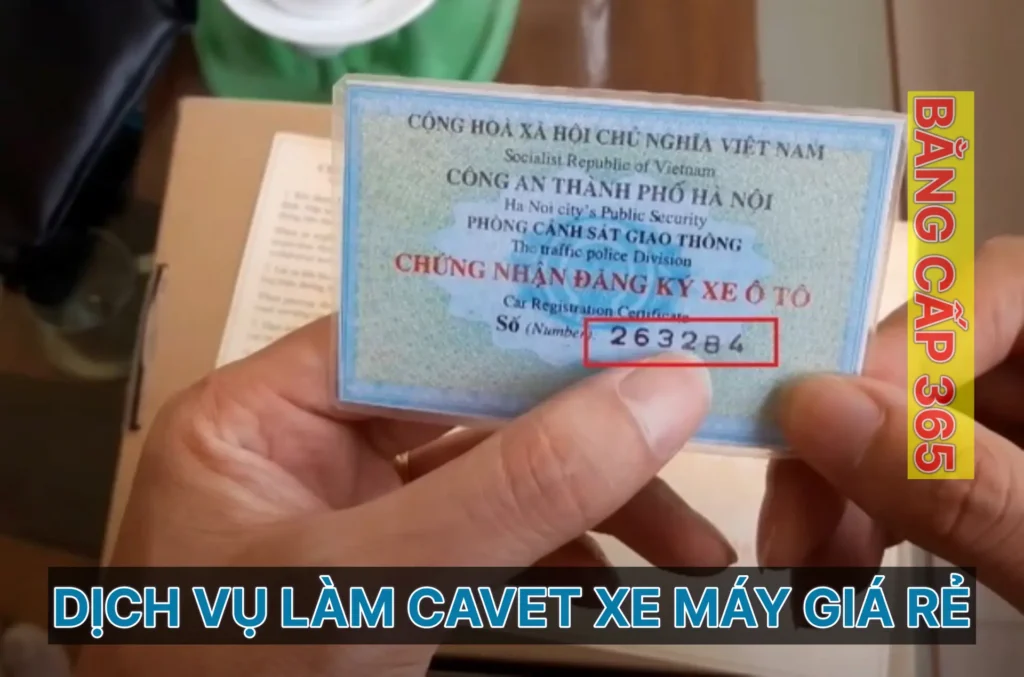 CỘNG HOÀ XÃ HỘI CHỦ NGHĨA VIỆT NAM
Socialist Republic of Vietnam
CÔNG AN THÀNH PHỐ HÀ NỘI
Ha Noi city's Public Security
PHÒNG CẢNH SÁT GIAO THÔNG
The traffic police Division
CHỨNG NHẬN ĐĂNG KÝ XE Ô TÔ
Car Registration Certificate
Số (Number): 263284
BẰNG CẤP 365
DỊCH VỤ LÀM CAVET XE MÁY GIÁ RẺ